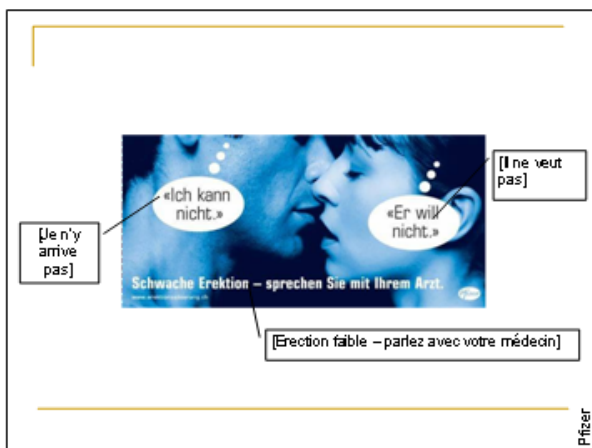 «Ich kann
nicht.»
«Er will
nicht.»
[Il ne veut
pas]
[Je n'y
arrive
pas]
Schwache Erektion – sprechen Sie mit Ihrem Arzt.
Pfizer
[Erection faible – parlez avec votre médecin]
Pfizer